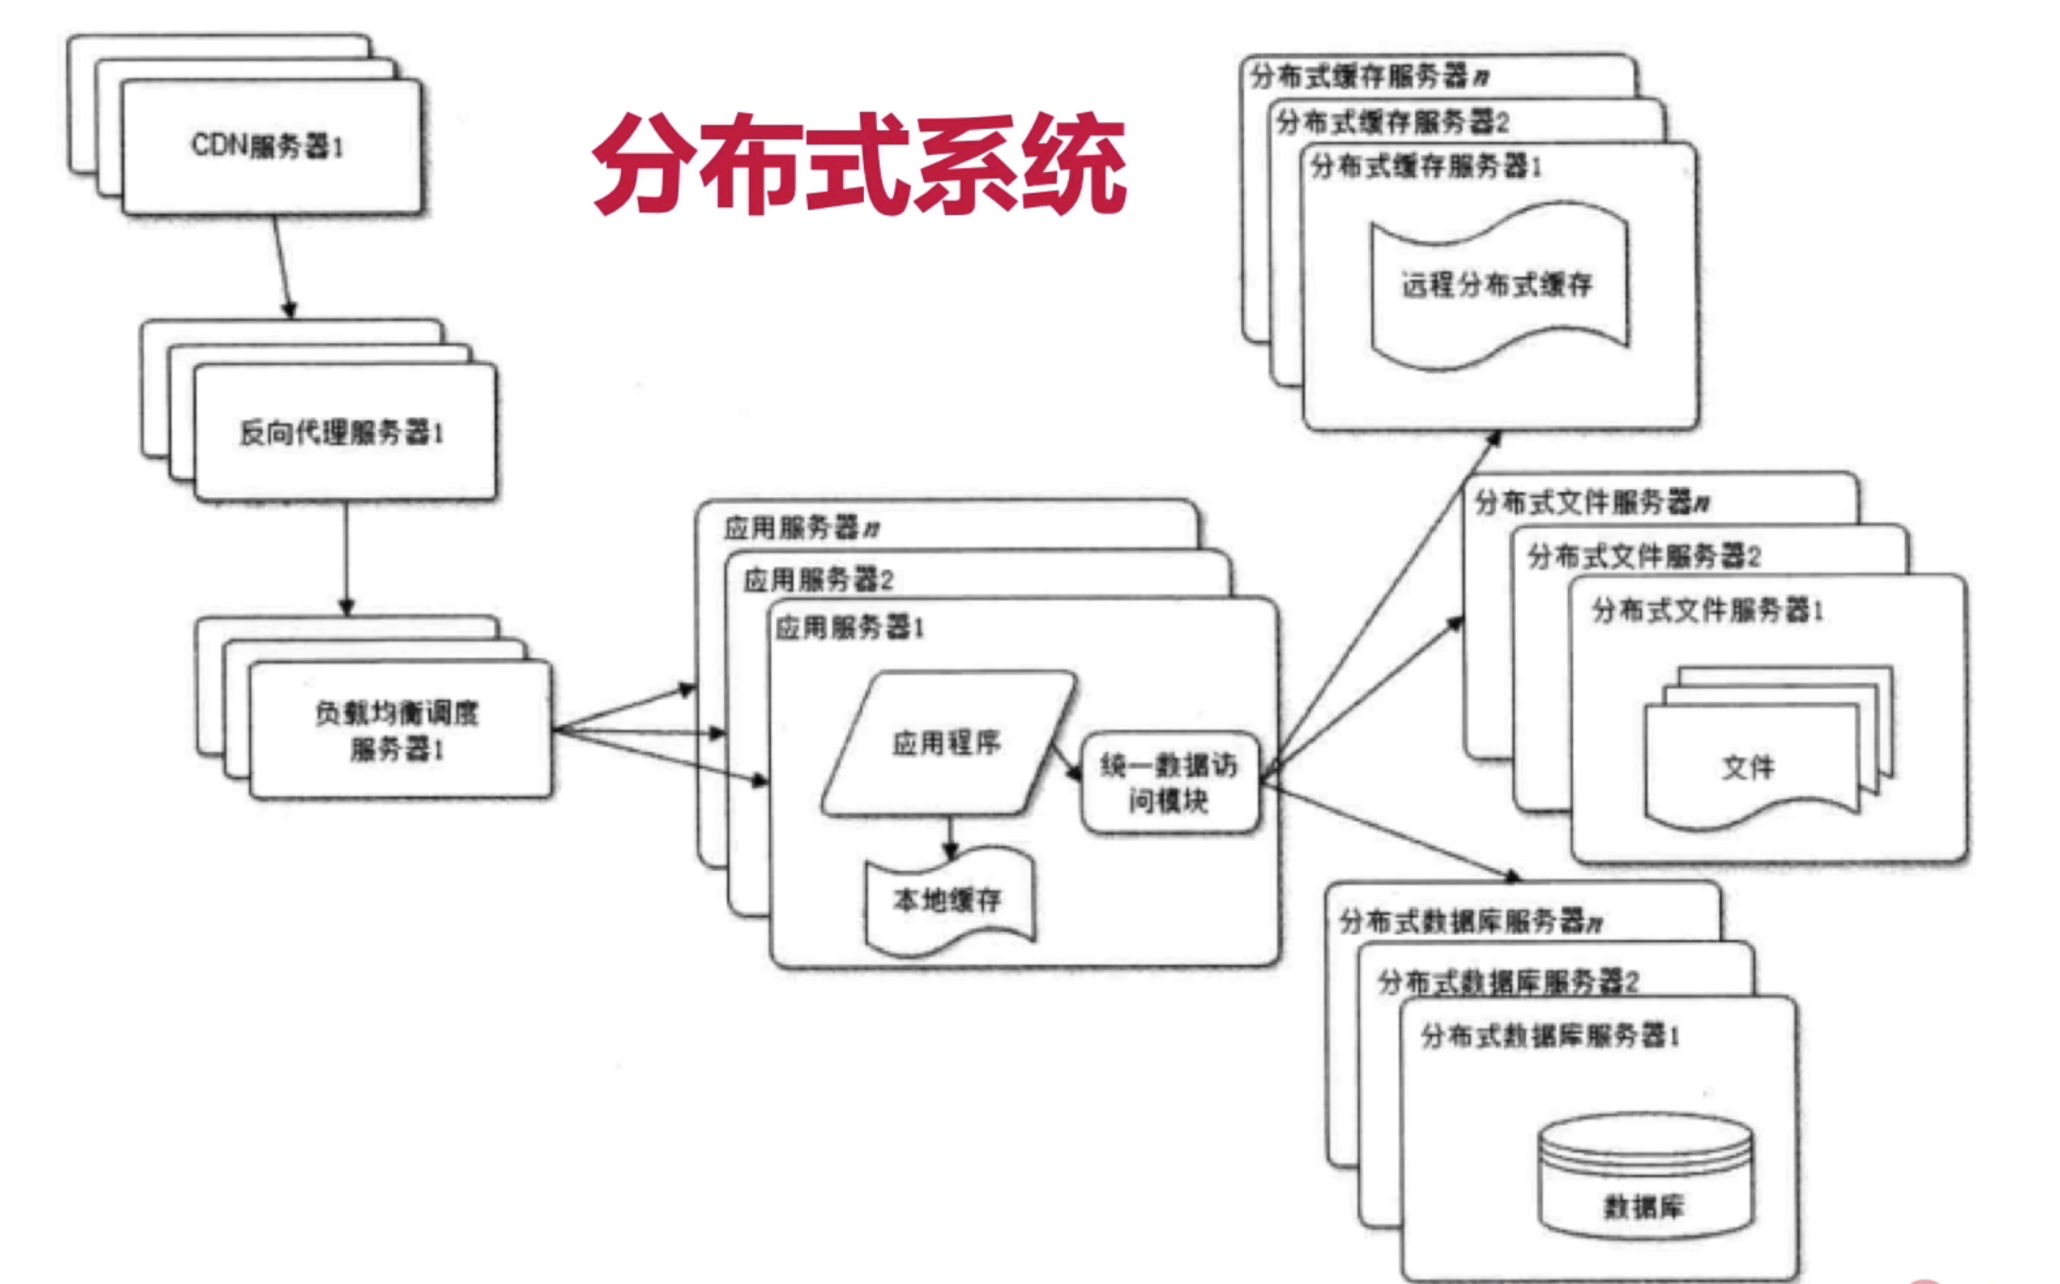 分布式系统
CDN服务器1
反向代理服务器1
负载均衡调度
服务器1
应用服务器n
应用服务器2
应用服务器1
应用程序
统一数据访
问模块
本地缓存
分布式缓存服务器n
分布式缓存服务器2
分布式缓存服务器1
远程分布式缓存
分布式文件服务器n
分布式文件服务器2
分布式文件服务器1
文件
分布式数据库服务器n
分布式数据库服务器2
分布式数据库服务器1
数据库